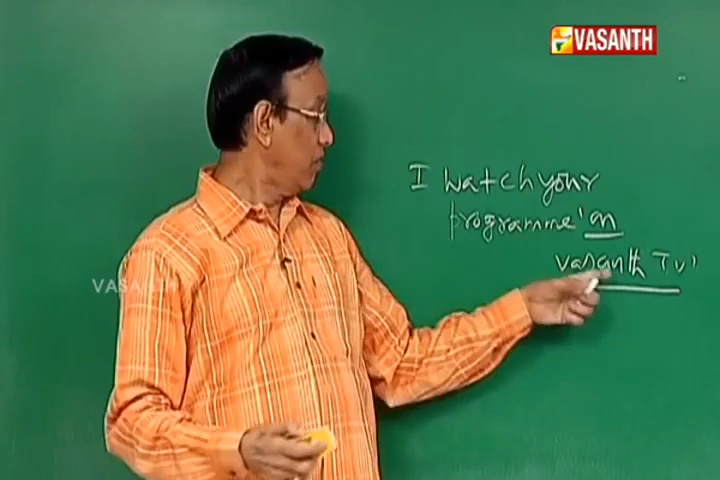 VASANTH
I watch your
programme' on
vasanth Tv'
VASANTH